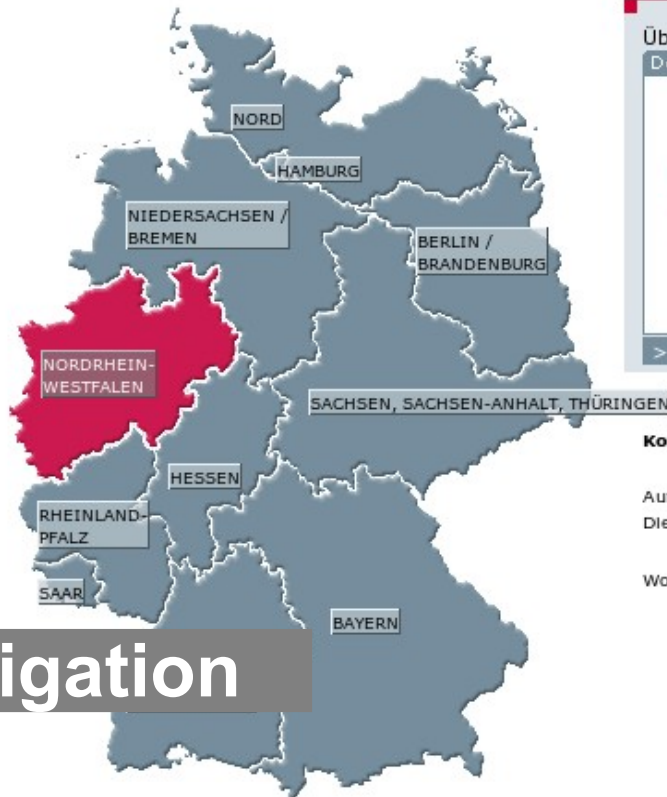 Üb
NORD
HAMBURG
NIEDERSACHSEN /
BREMEN
BERLIN /
BRANDENBURG
NORDRHEIN-
WESTFALEN
>
SACHSEN, SACHSEN-ANHALT, THÜRINGEN
Ko
HESSEN
RHEINLAND-
PFALZ
Die
SAAR
Wo
BAYERN
igation